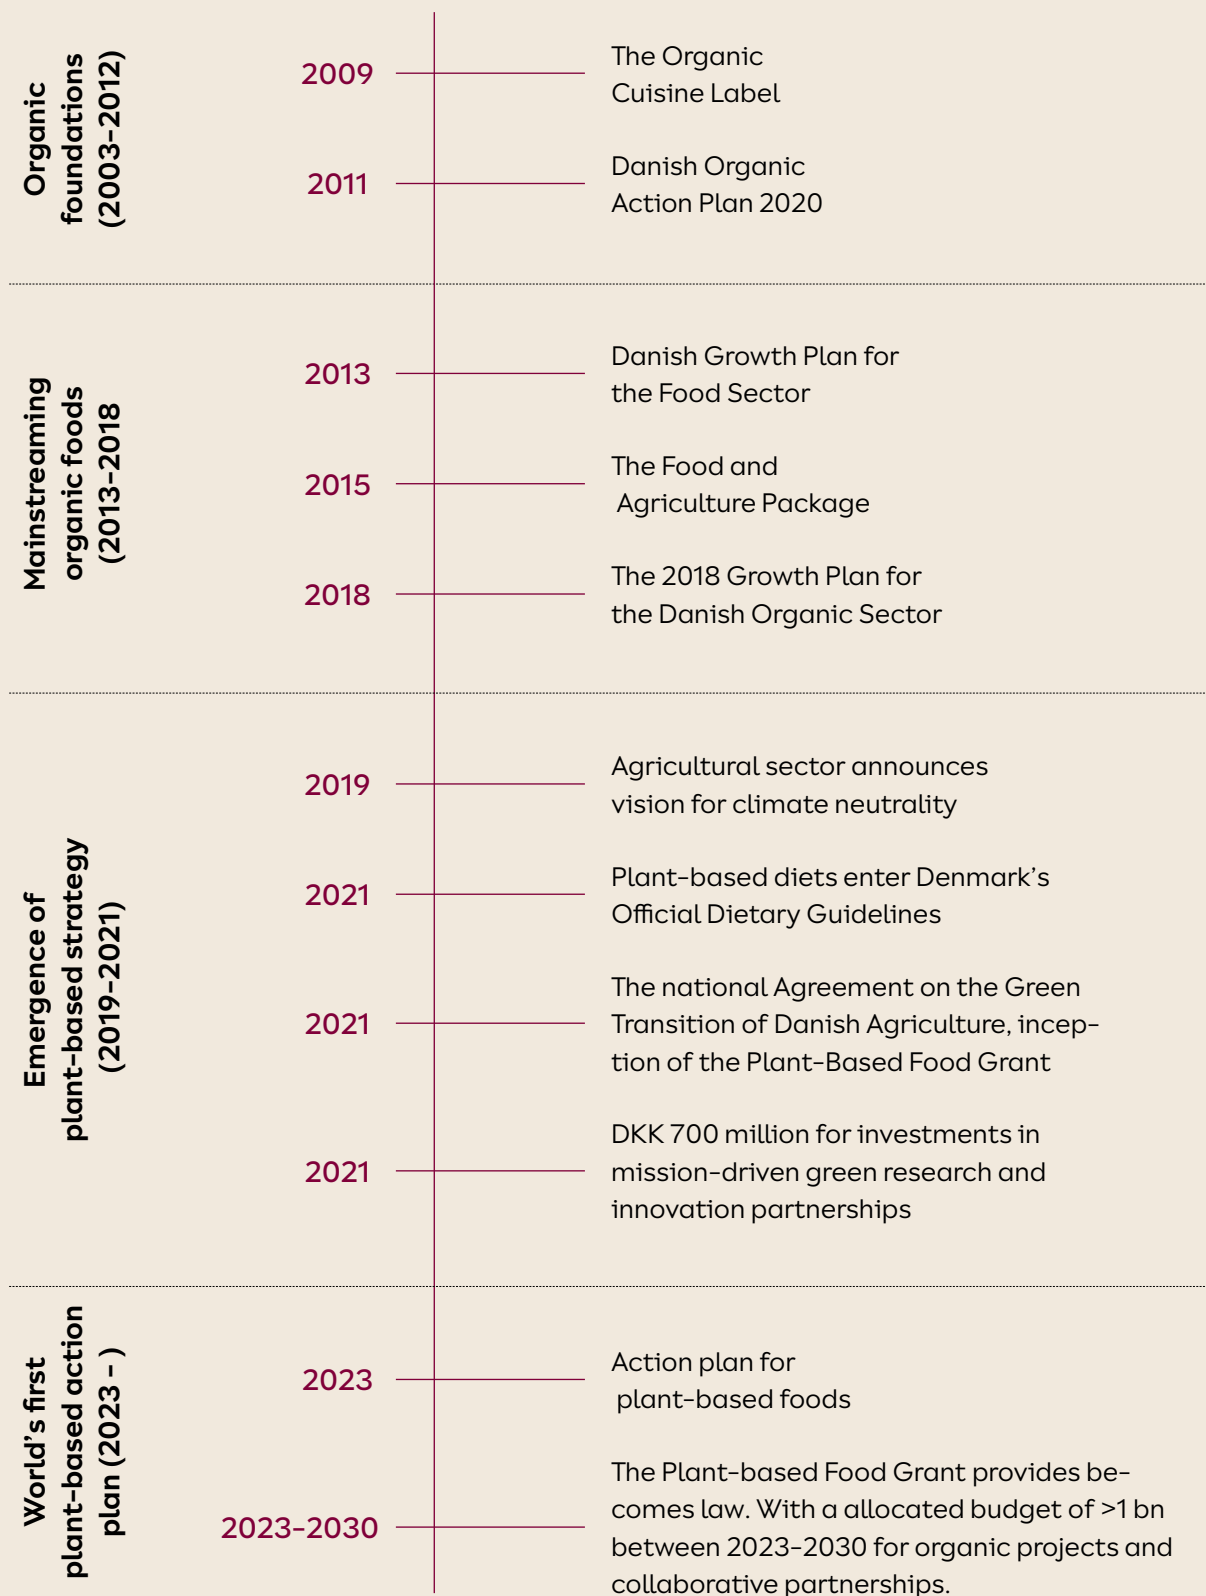 Organic
foundations
(2003–2012)
2009
The Organic
Cuisine Label
2011
Danish Organic
Action Plan 2020
Mainstreaming
organic foods
(2013–2018
2013
Danish Growth Plan for
the Food Sector
2015
The Food and
Agriculture Package
2018
The 2018 Growth Plan for
the Danish Organic Sector
Emergence of
plant-based strategy
(2019–2021)
2019
Agricultural sector announces
vision for climate neutrality
2021
Plant-based diets enter Denmark’s
Official Dietary Guidelines
2021
The national Agreement on the Green
Transition of Danish Agriculture, incep-
tion of the Plant-Based Food Grant
2021
DKK 700 million for investments in
mission-driven green research and
innovation partnerships
World’s first
plant-based action
plan (2023 – )
2023
Action plan for
plant-based foods
2023-2030
The Plant-based Food Grant provides be-
comes law. With a allocated budget of >1 bn
between 2023-2030 for organic projects and
collaborative partnerships.